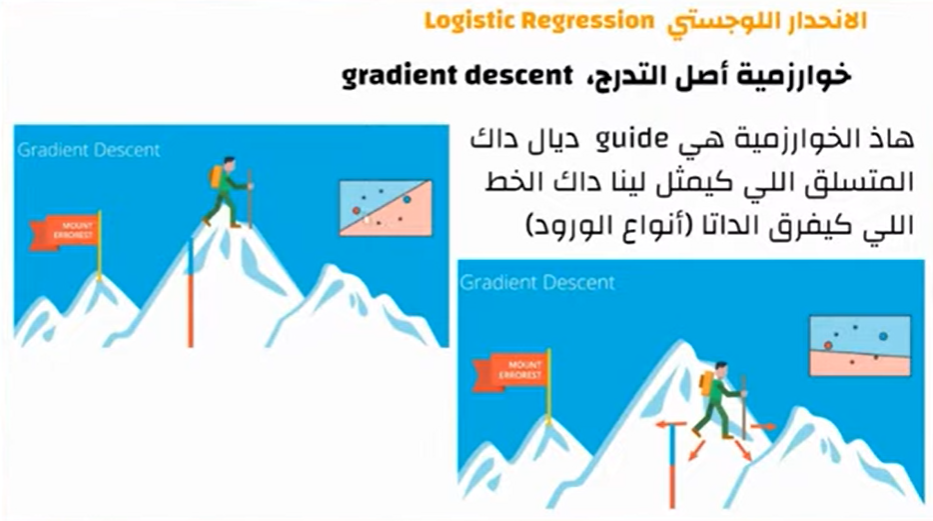 الانحدار اللوجستي Logistic Regression
خوارزمية أصل التدرج، gradient descent
هاذ الخوارزمية هي guide ديال داك
المتسلق اللي كيمثل لينا داك الخط
اللي كيفرق الداتا (أنواع الورود)
Gradient Descent
MOUNT
ERROREST
Gradient Descent
MOUNT
ERROREST